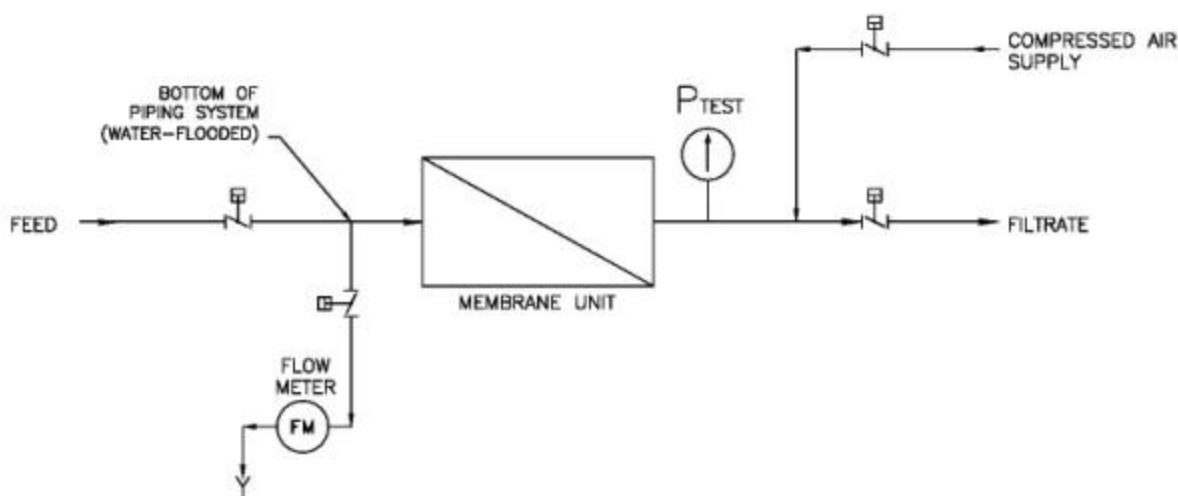 COMPRESSED AIR
SUPPLY
BOTTOM OF
PIPING SYSTEM
(WATER-FLOODED)
PTEST
FEED
FILTRATE
MEMBRANE UNIT
FLOW
METER
FM